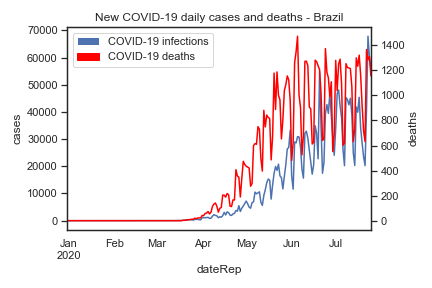 New COVID-19 daily cases and deaths - Brazil
COVID-19 infections
COVID-19 deaths
70000
60000
50000
40000
30000
20000
10000
0
cases
1400
1200
1000
800
600
400
200
0
deaths
Jan Feb Mar Apr May Jun Jul
2020
dateRep